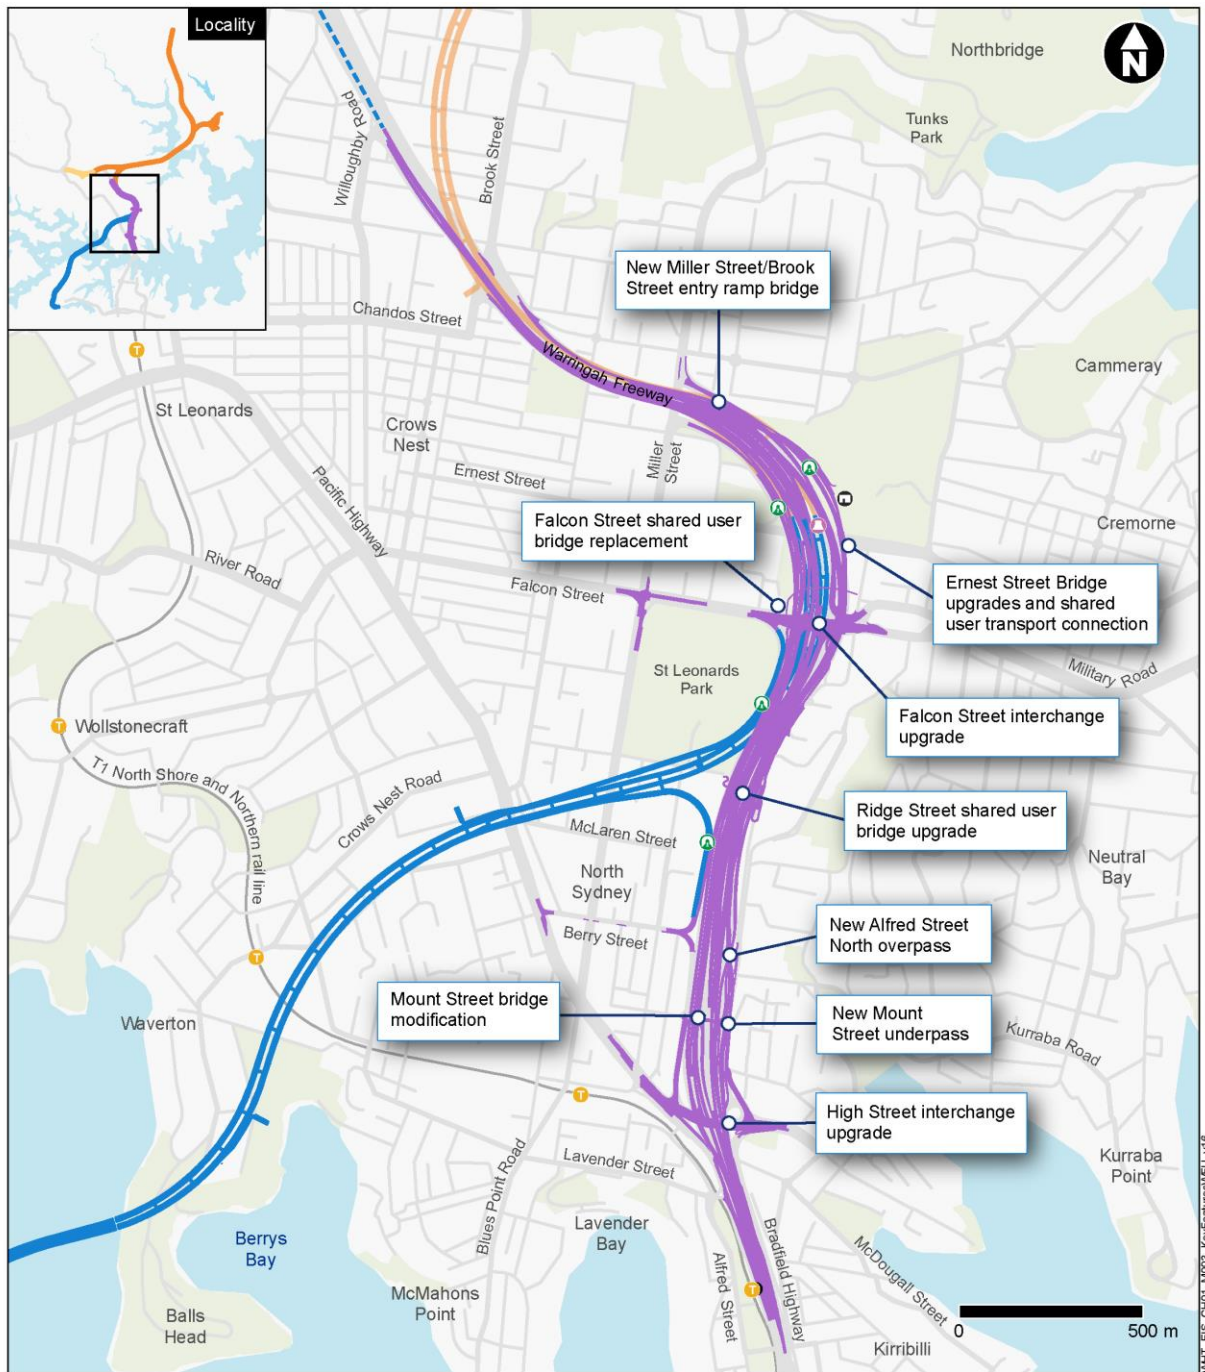 Locality
N
Northbridge
Tunks
Park
Willoughby Road
Brook Street
New Miller Street/Brook
Street entry ramp bridge
Chandos Street
Warringah Freeway
Cammeray
T
St Leonards
Crows
Nest
Miller
Street
Ernest Street
Pacific Highway
Falcon Street shared user
bridge replacement
Cremorne
River Road
Falcon Street
Ernest Street Bridge
upgrades and shared
user transport connection
St Leonards
Park
Military Road
T
Wollstonecraft
Falcon Street interchange
upgrade
T1 North Shore and Northern rail line
Crows Nest Road
McLaren Street
Ridge Street shared user
bridge upgrade
North
Sydney
Neutral
Bay
Berry Street
New Alfred Street
North overpass
T
Mount Street bridge
modification
Waverton
New Mount
Street underpass
Kurraba Road
T
High Street interchange
upgrade
Lavender Street
Kurraba
Point
Blues Point Road
Berrys
Bay
Lavender
Bay
Alfred Street
Bradfield Highway
McDougall Street
T
McMahons
Point
Balls
Head
Kirribilli
0 500 m